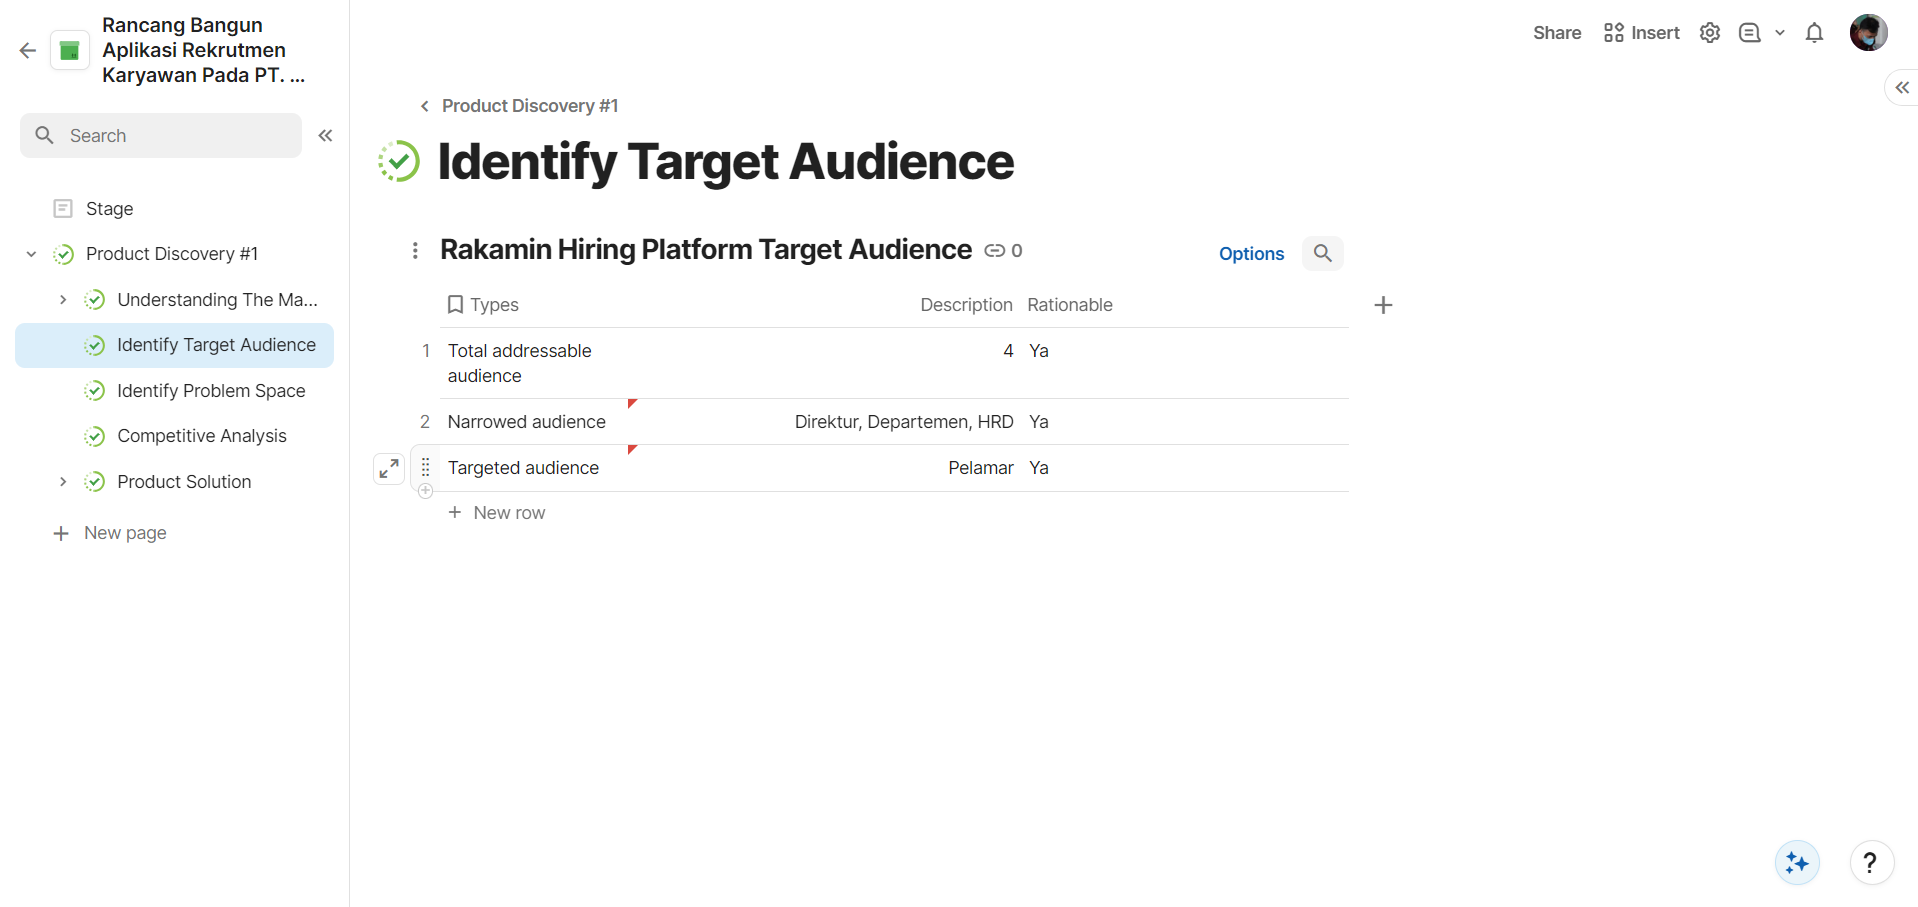 Rancang Bangun
Aplikasi Rekrutmen
Karyawan Pada PT. ...
Search
Stage
Product Discovery #1
Understanding The Ma...
Identify Target Audience
Identify Problem Space
Competitive Analysis
Product Solution
New page
Share
Insert
Product Discovery #1
Identify Target Audience
Rakamin Hiring Platform Target Audience 0
Options
Types Description Rationable
1 Total addressable 4 Ya
audience
2 Narrowed audience Direktur, Departemen, HRD Ya
Targeted audience Pelamar Ya
New row
?